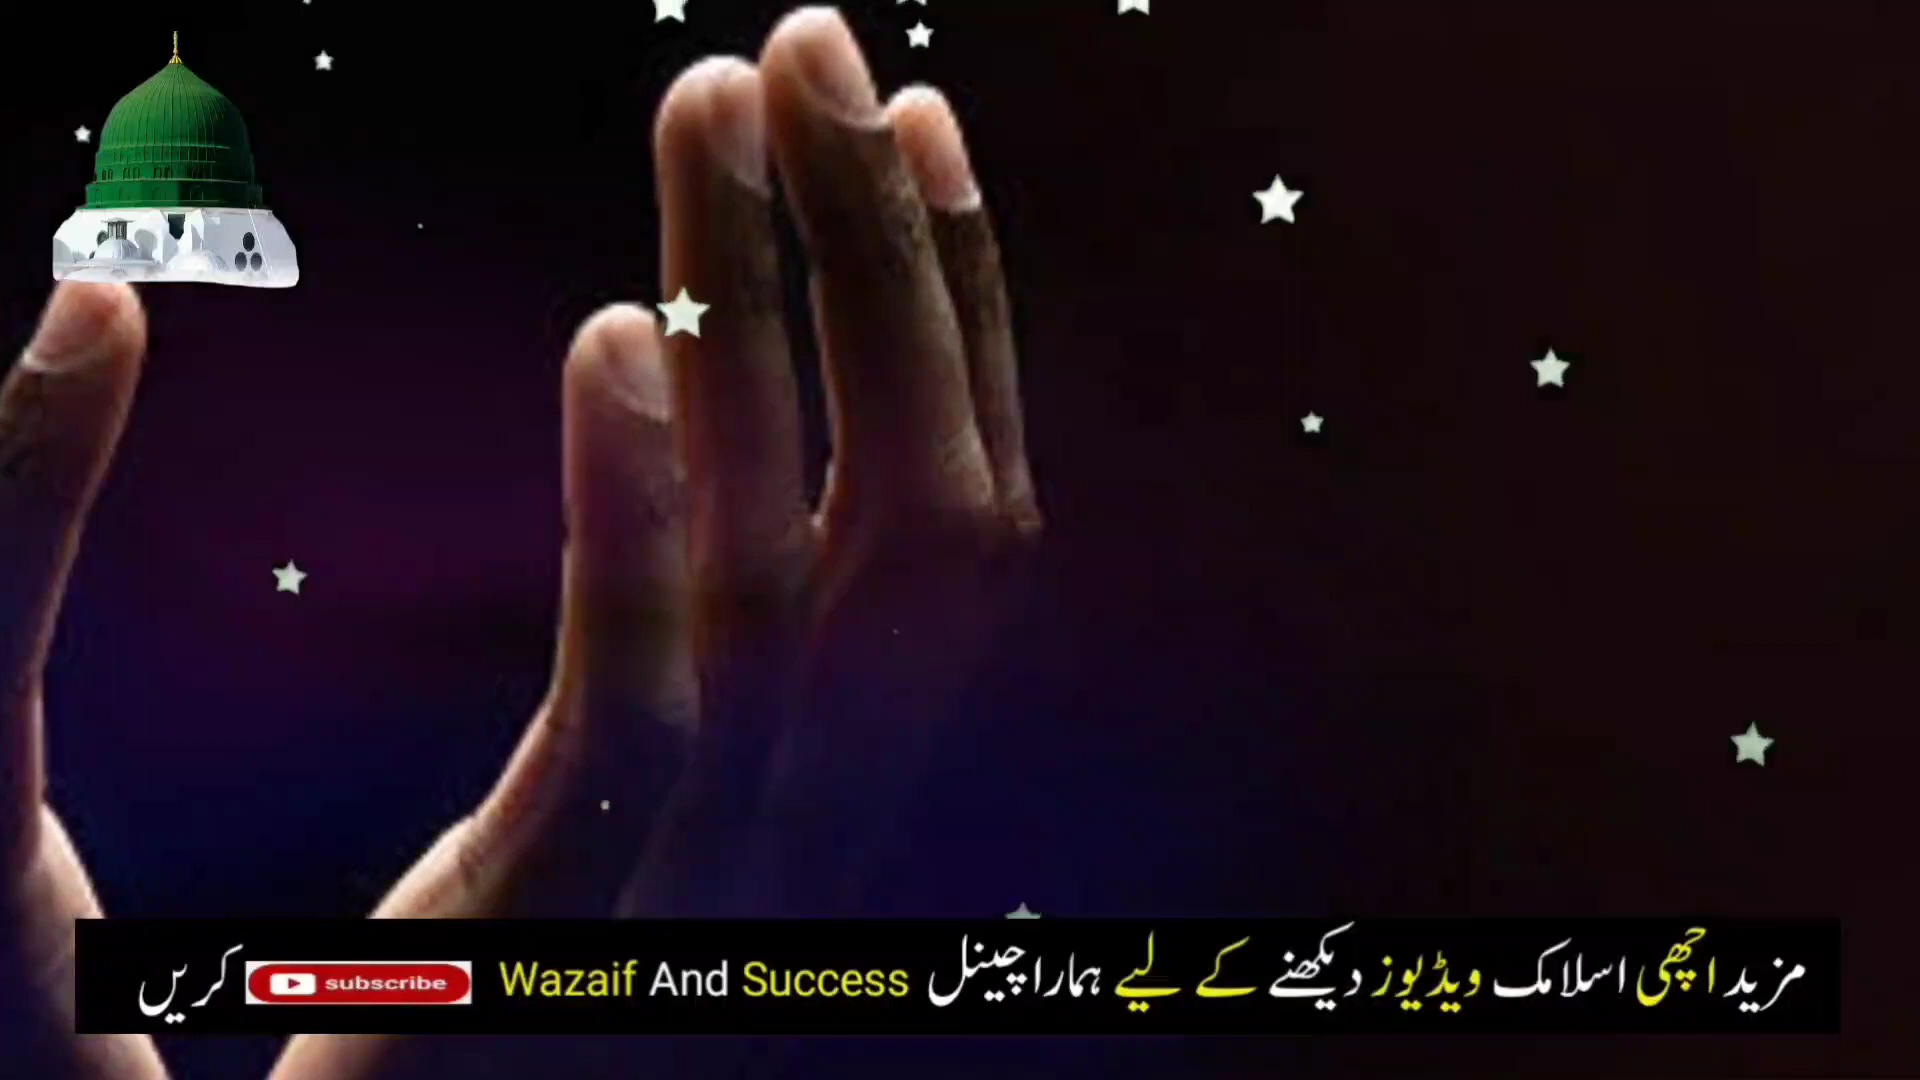 مزید اچھی اسلامک ویڈیوز دیکھنے کے لیے ہمارا چینل Wazaif And Success subscribe کریں